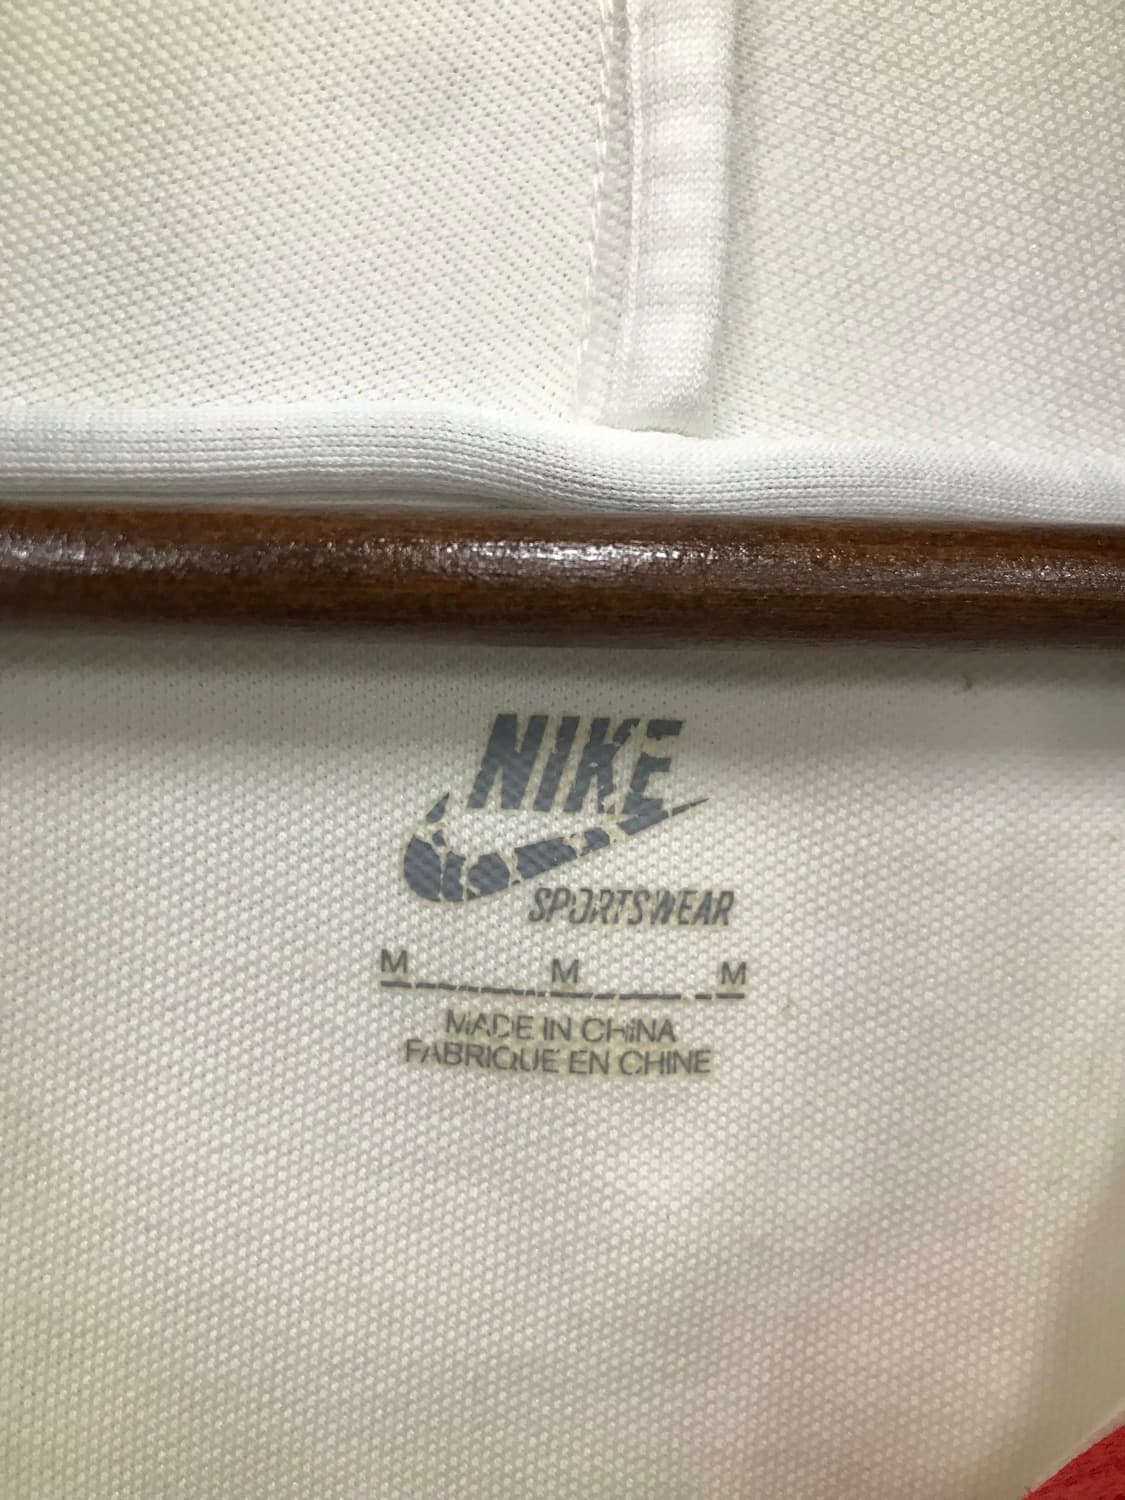 NIKE
SPORTSWEAR
M M M
MADE IN CHINA
FABRIQUE EN CHINE